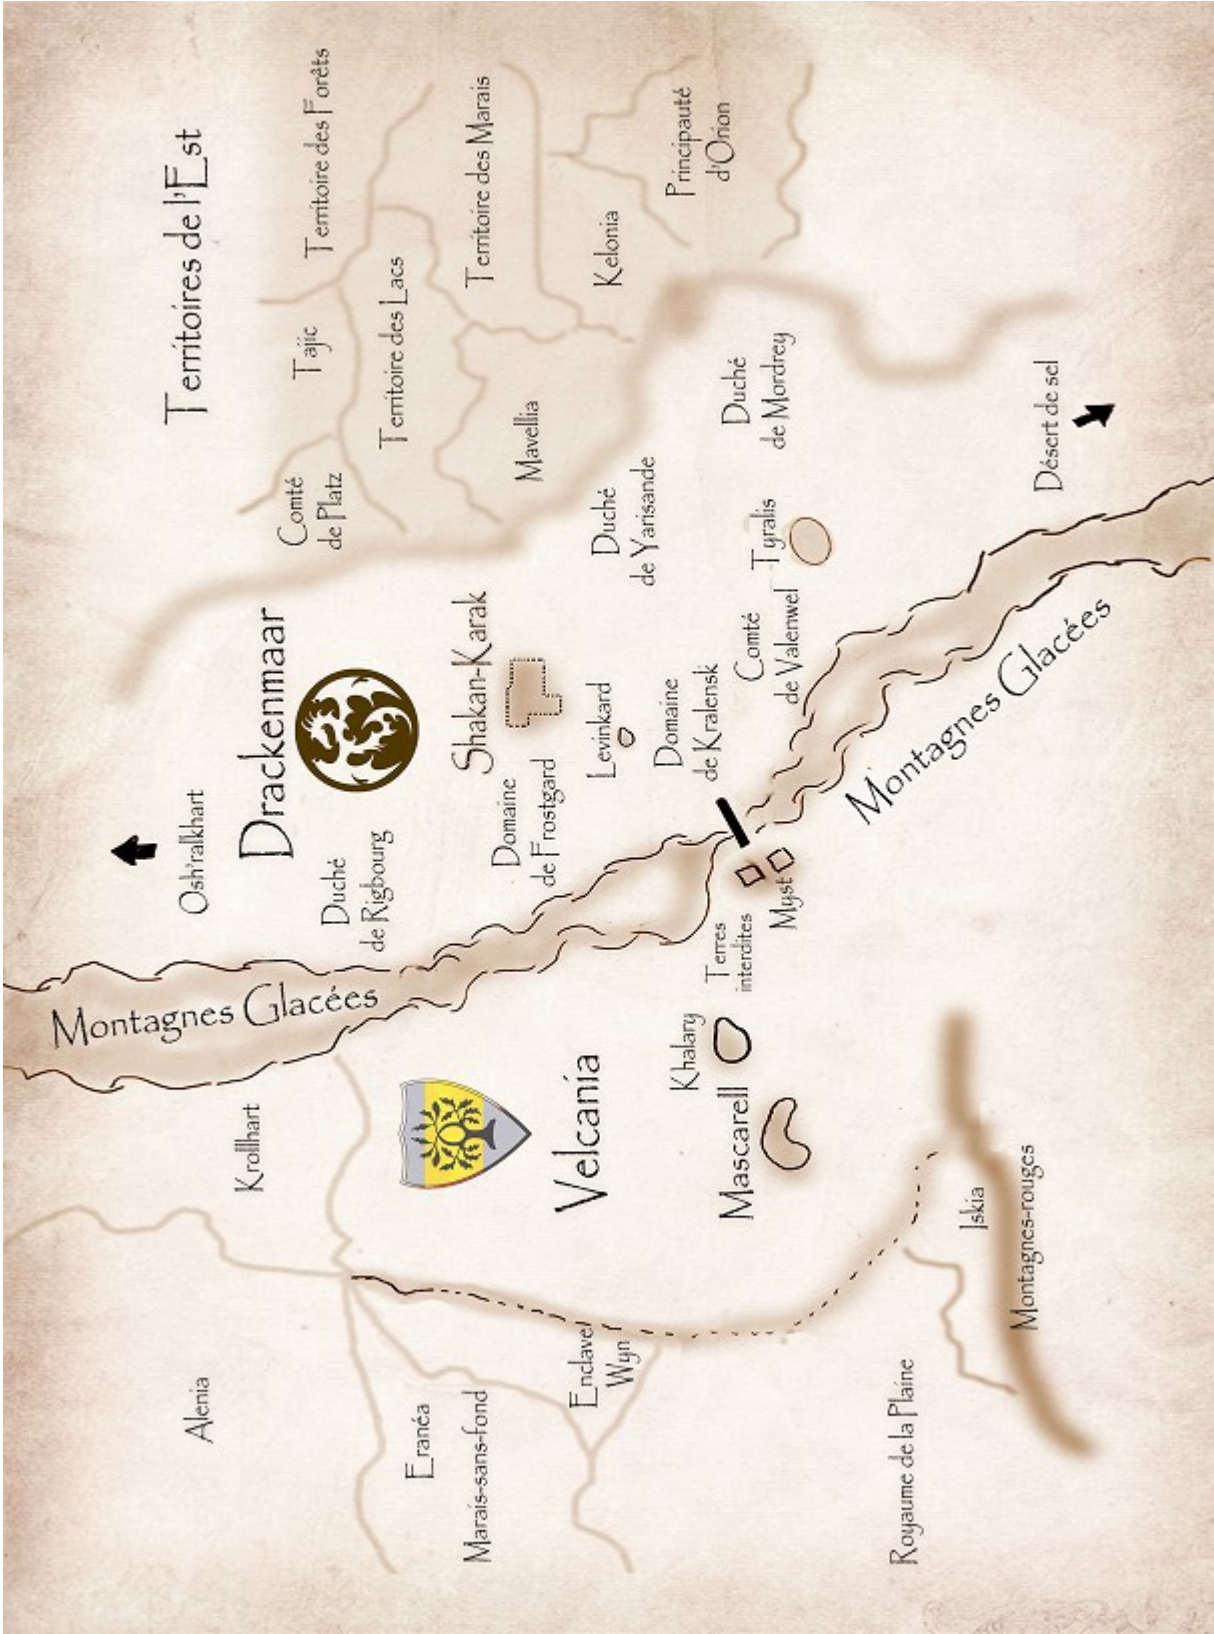 Alenia
Krollhart
Montagnes Glacées
Osh'ralkhart
Duché
de Rigbourg
Drackenmaar
Territoires de l'Est
Comté
de Platz
Tajic
Territoire des Forêts
Territoire des Lacs
Territoire des Marais
Eranéa
Marais-sans-fond
Velcania
Domaine
de Frostgard
Shakan-Karak
Mavellia
Enclave
Wyn
Levinkard
Duché
de Yarisande
Kelonia
Khalary
Mascarell
Terres
interdites
Myst
Domaine
de Kralensk
Comté
de Valenwel
Tyralis
Duché
de Mordrey
Principauté
d'Orion
Royaume de la Plaine
Iskia
Montagnes-rouges
Montagnes Glacées
Désert de sel